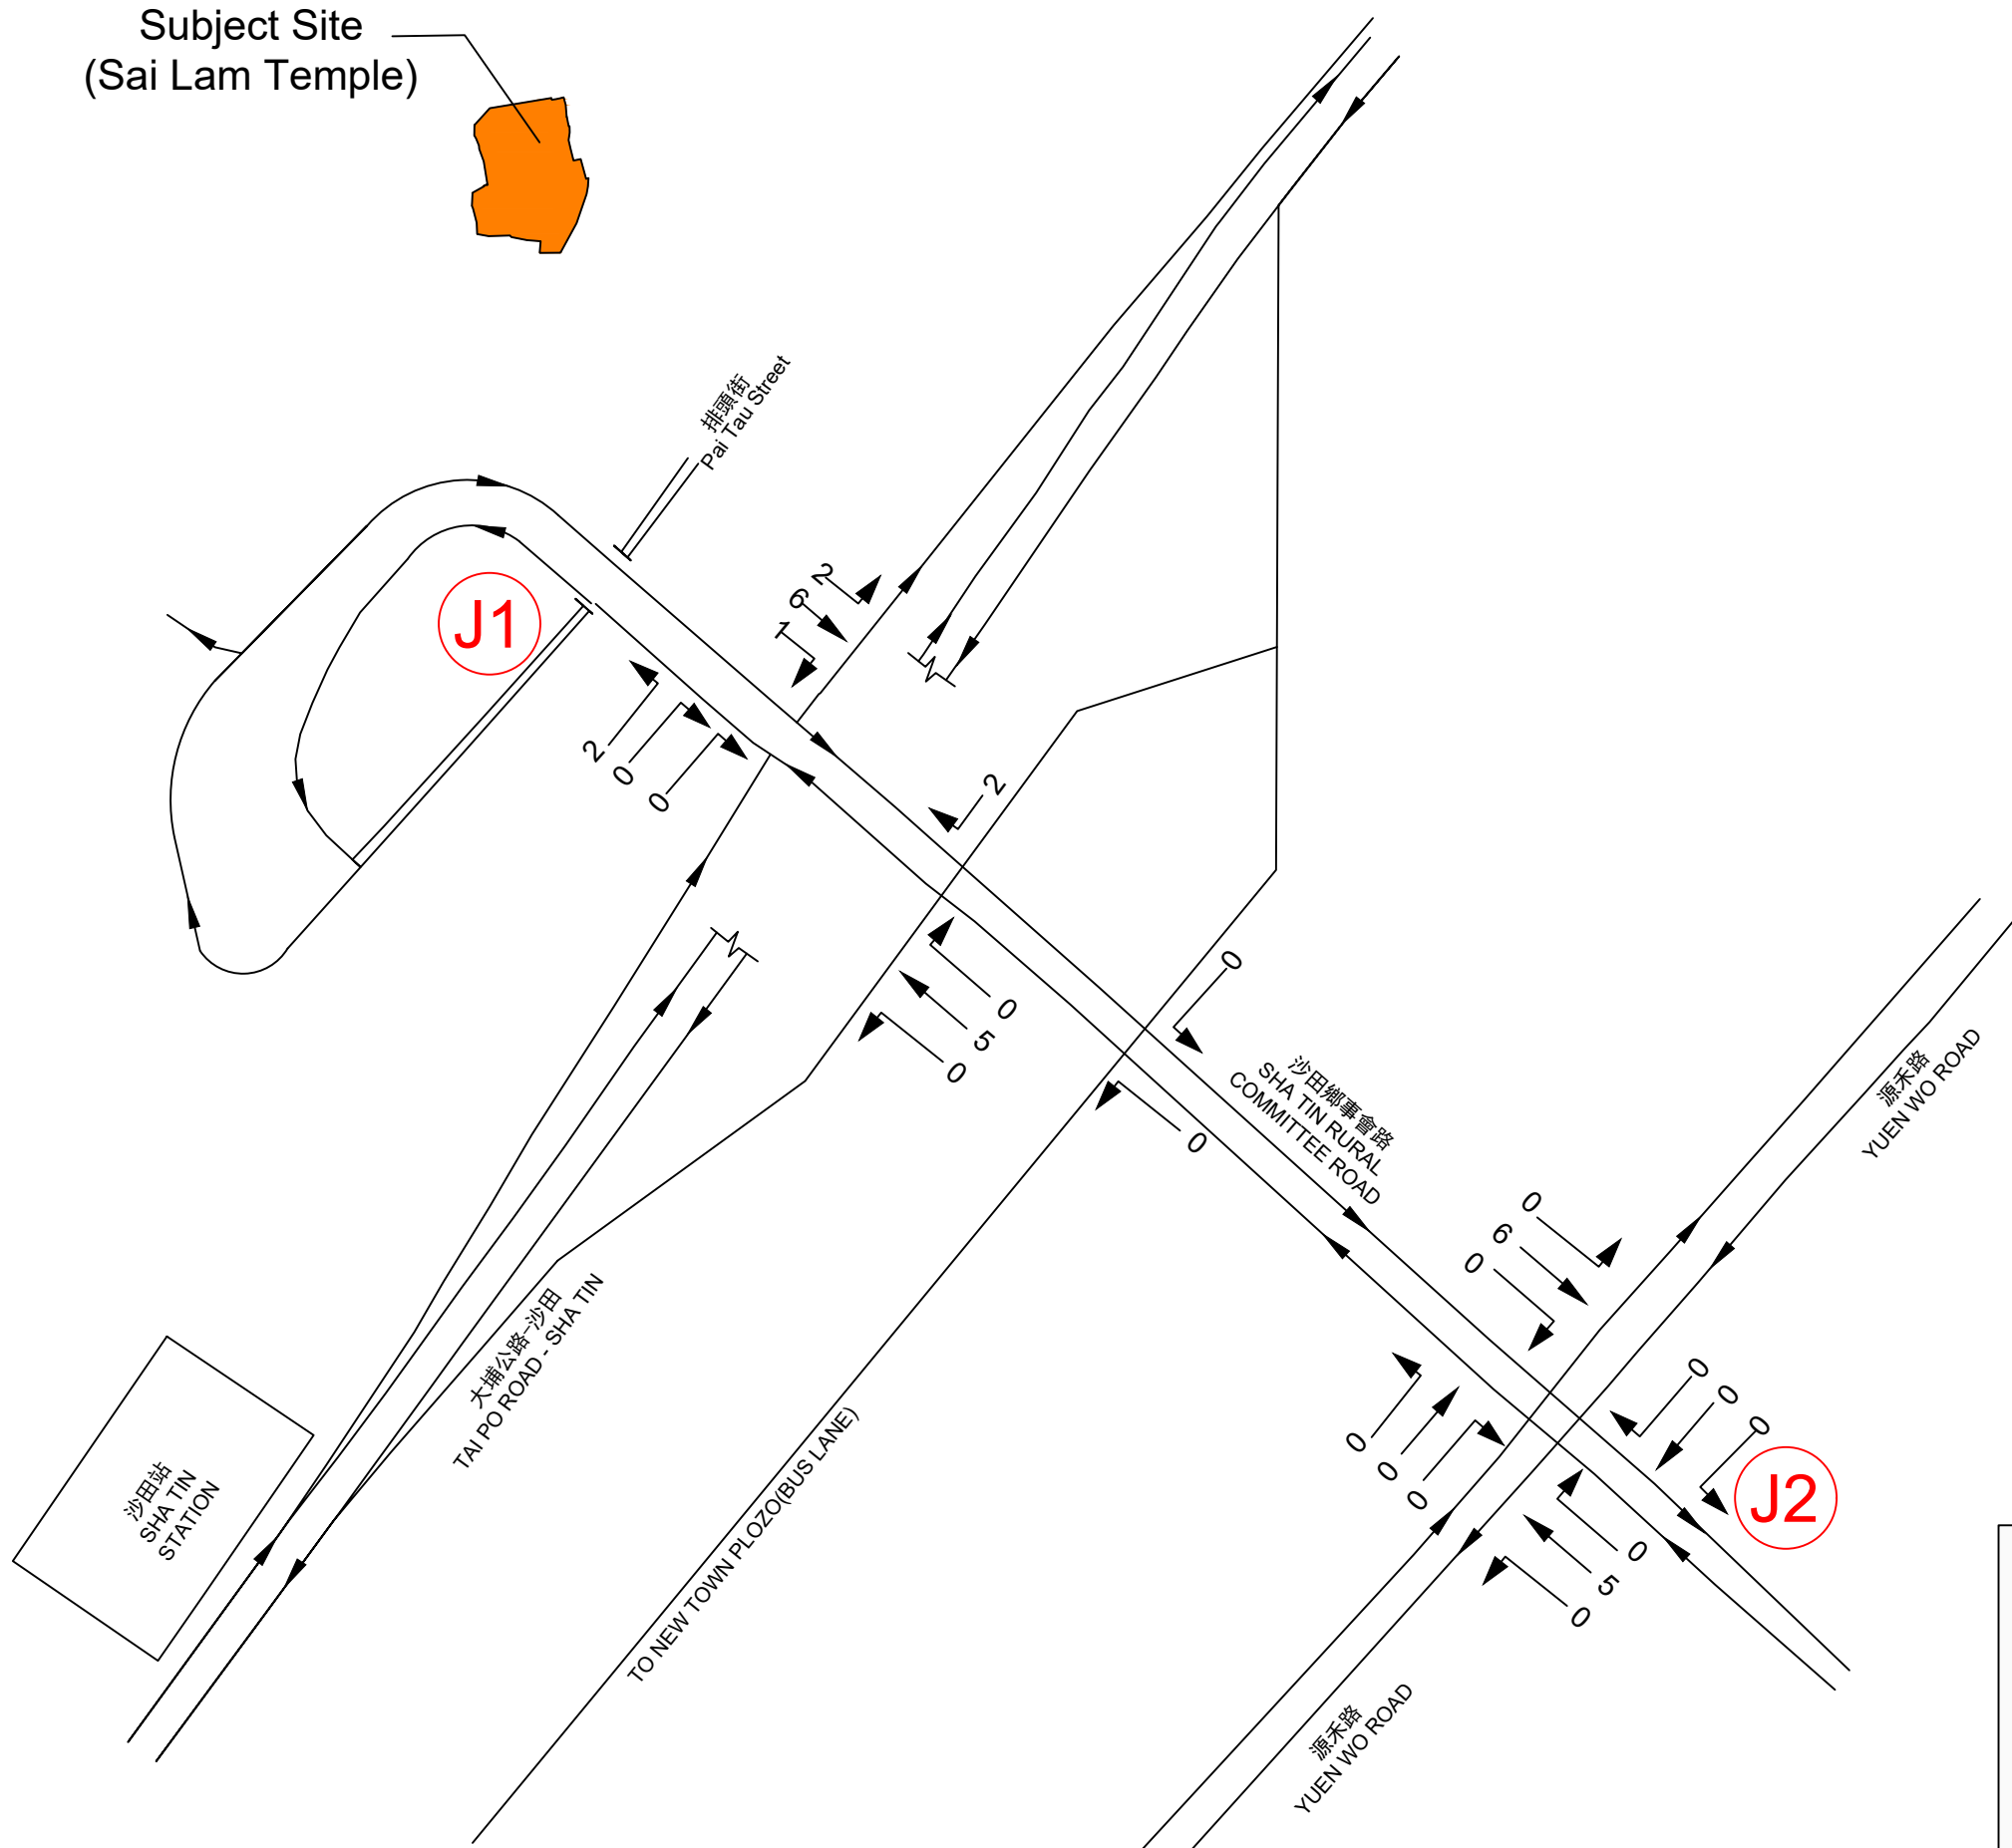 Subject Site
(Sai Lam Temple)
排頭街
Pai Tau Street
J1
2
6
1
2
0
0
2
0
5
0
0
0
沙田鄉事會路
SHA TIN RURAL
COMMITTEE ROAD
源禾路
YUEN WO ROAD
0
6
0
0
0
0
0
0
0
J2
0
5
0
大埔公路-沙田
TAI PO ROAD - SHA TIN
TO NEW TOWN PLOZO(BUS LANE)
沙田站
SHA TIN
STATION
源禾路
YUEN WO ROAD